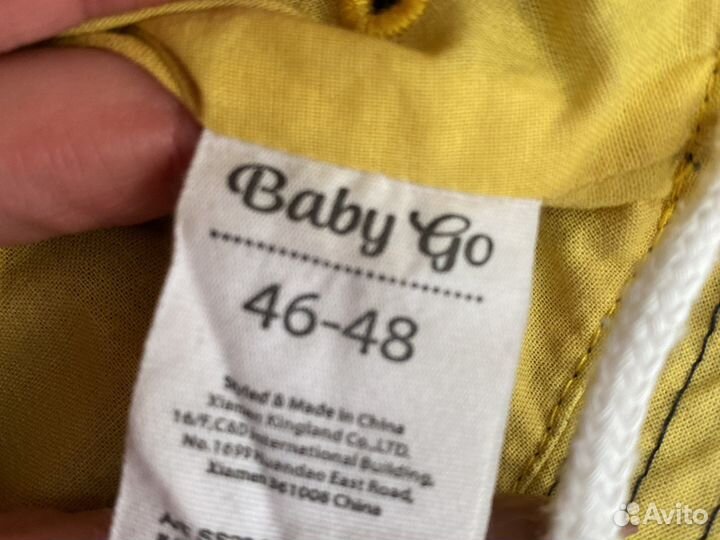 Baby Go
46-48
Styled & Made in China
Xiamen Kingland Co.,LTD.
16/F, C&D International Building,
No.1699 Huandao East Road,
Xiamen 361008 China
Avito